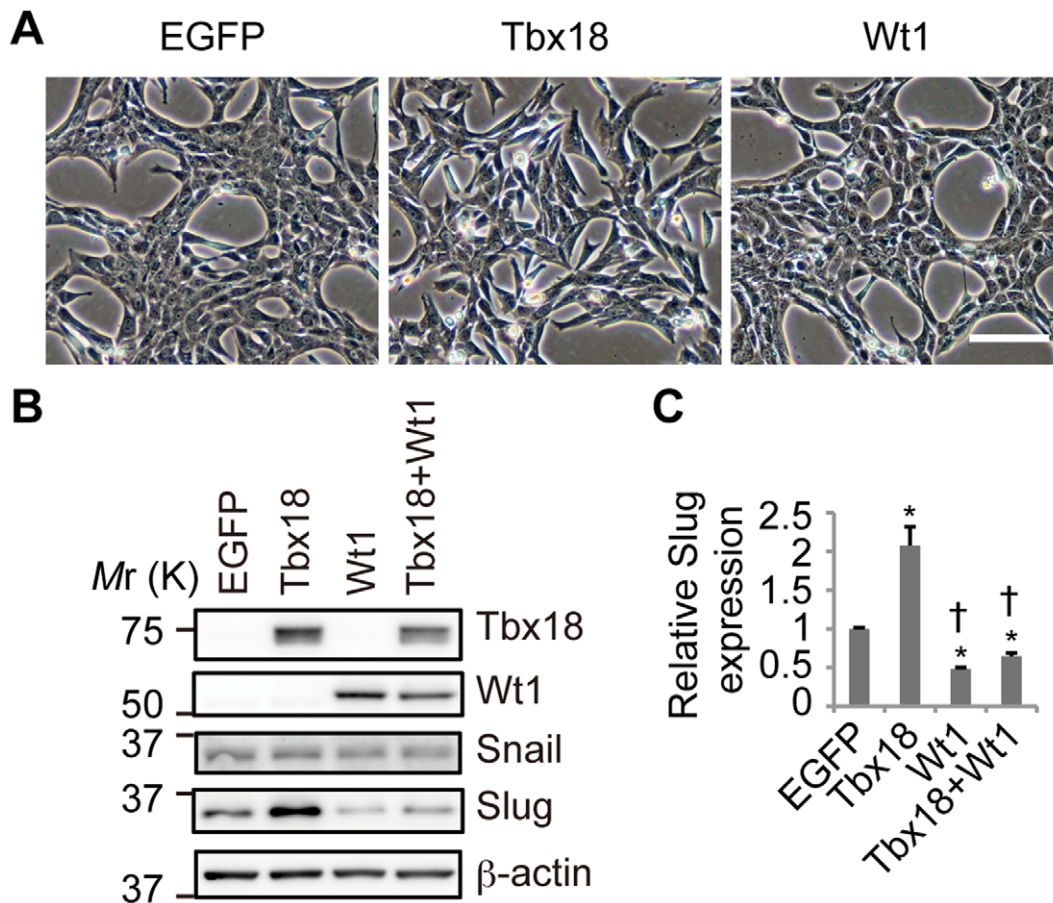 A
EGFP
Tbx18
Wt1
B
EGFP
Tbx18
Wt1
Tbx18+Wt1
Mr (K)
75
Tbx18
Wt1
50
37
Snail
37
Slug
37
β-actin
C
Relative Slug
expression
2.5
2
1.5
1
0.5
0
*
†
*
†
*
EGFP
Tbx18
Wt1
Tbx18+Wt1